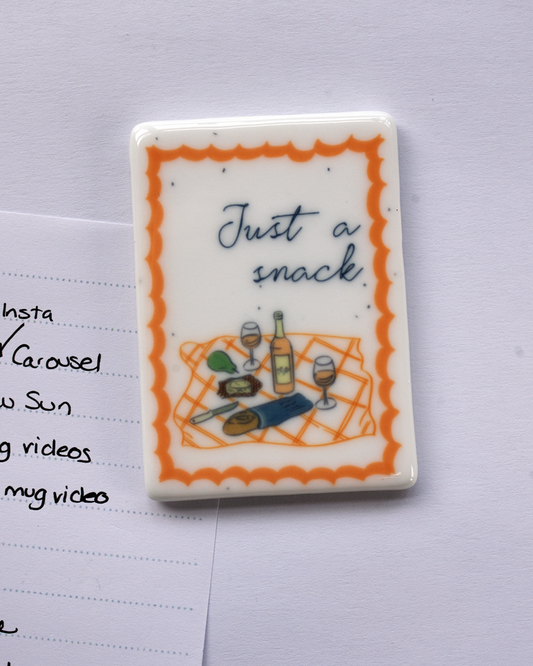 Just a
snack
Insta
Carousel
Sun
videos
mug video